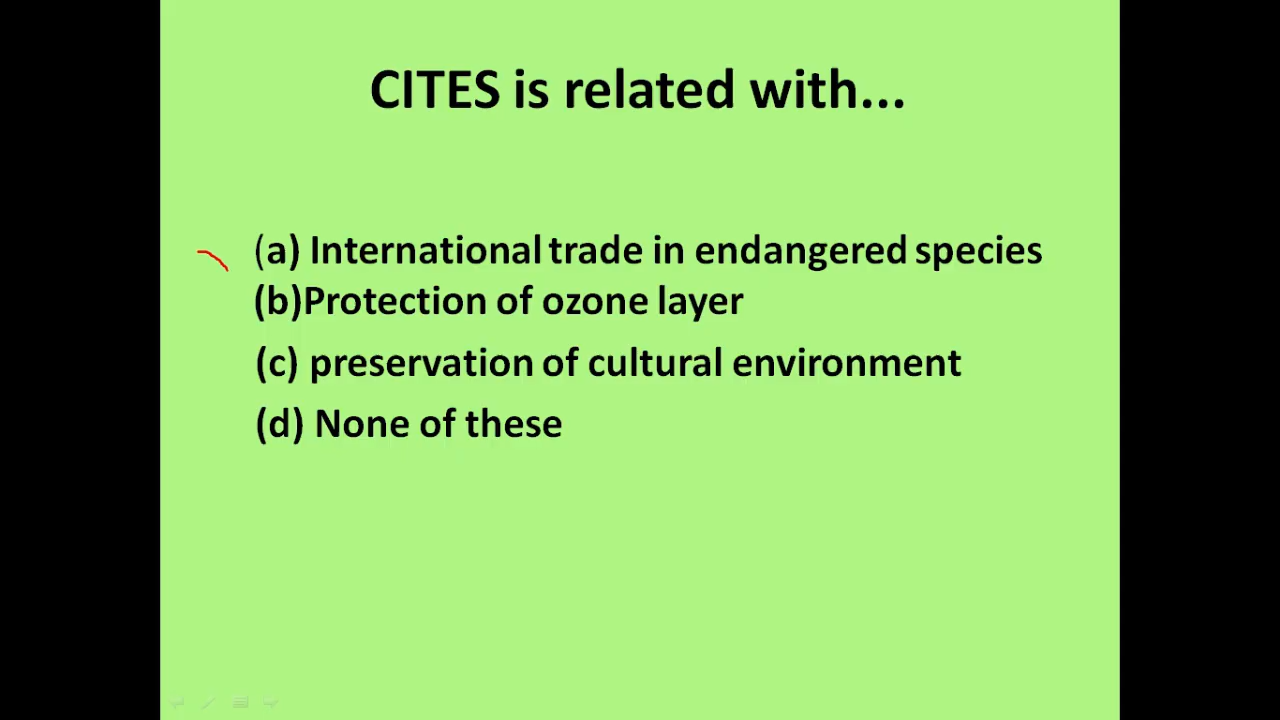 CITES is related with...
(a) International trade in endangered species
(b)Protection of ozone layer
(c) preservation of cultural environment
(d) None of these